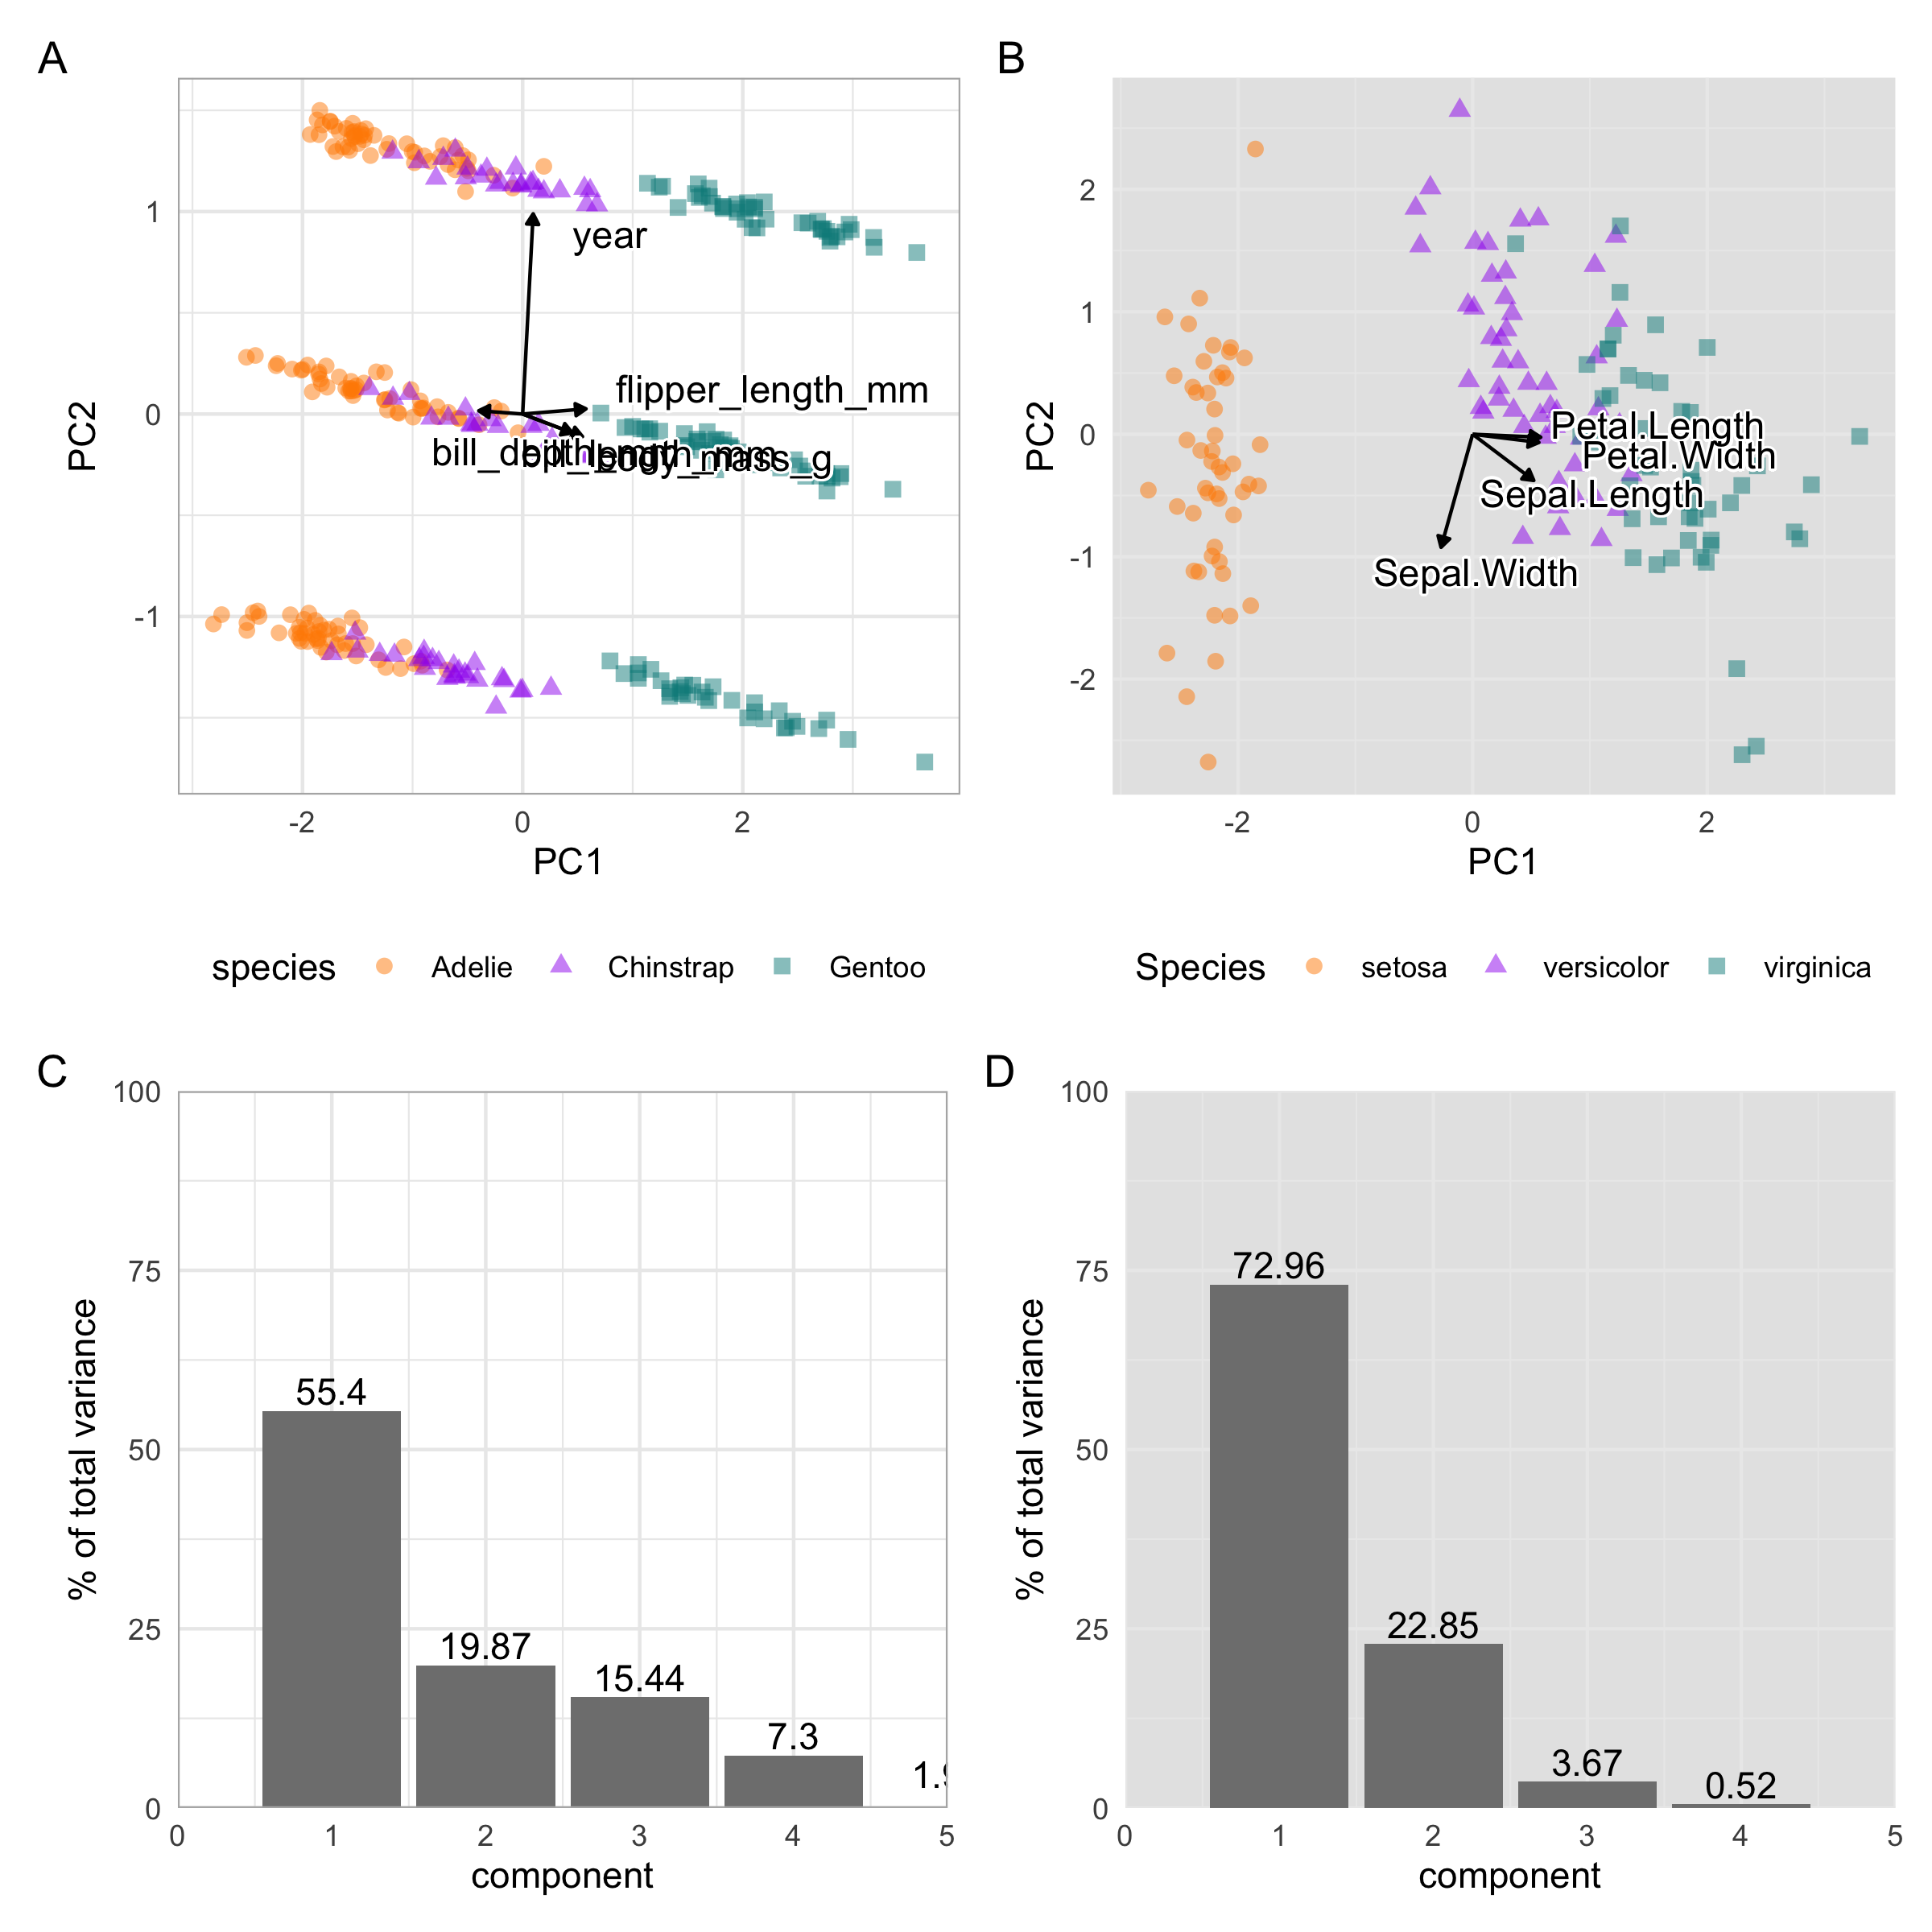 A
1
0
-1
PC2
year
flipper_length_mm
bill_depth_mm
bill_length_mm
body_mass_g
-2 0 2
PC1
species Adelie Chinstrap Gentoo
B
2
1
0
-1
-2
PC2
Petal.Length
Petal.Width
Sepal.Length
Sepal.Width
-2 0 2
PC1
Species setosa versicolor virginica
C
100
75
50
25
0
% of total variance
55.4
19.87
15.44
7.3
0 1 2 3 4 5
component
D
100
75
50
25
0
% of total variance
72.96
22.85
3.67
0.52
0 1 2 3 4 5
component